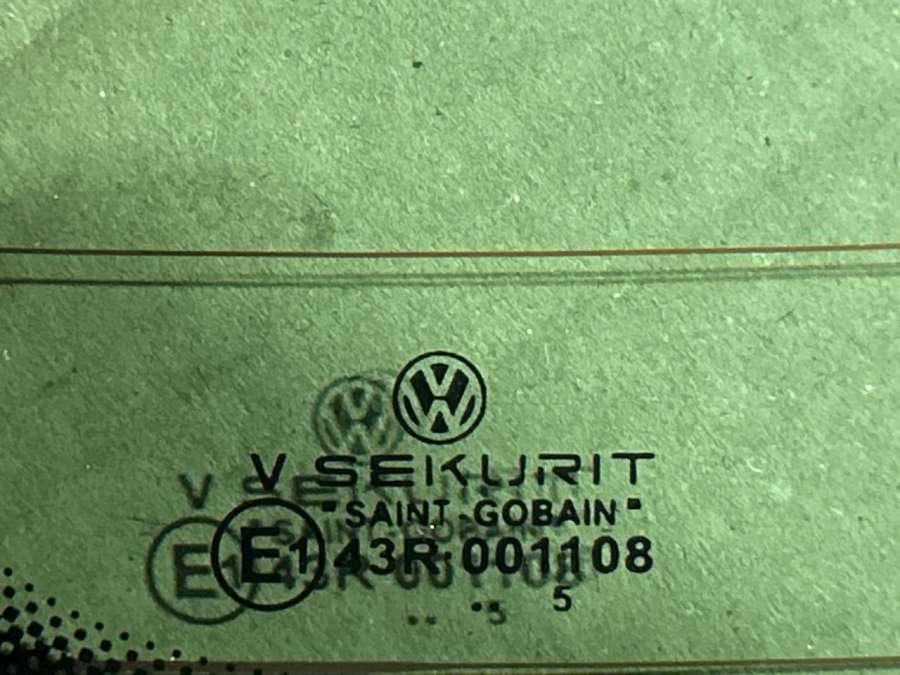 V SEKURIT
"SAINT-GOBAIN"
E1 43R-001108
5